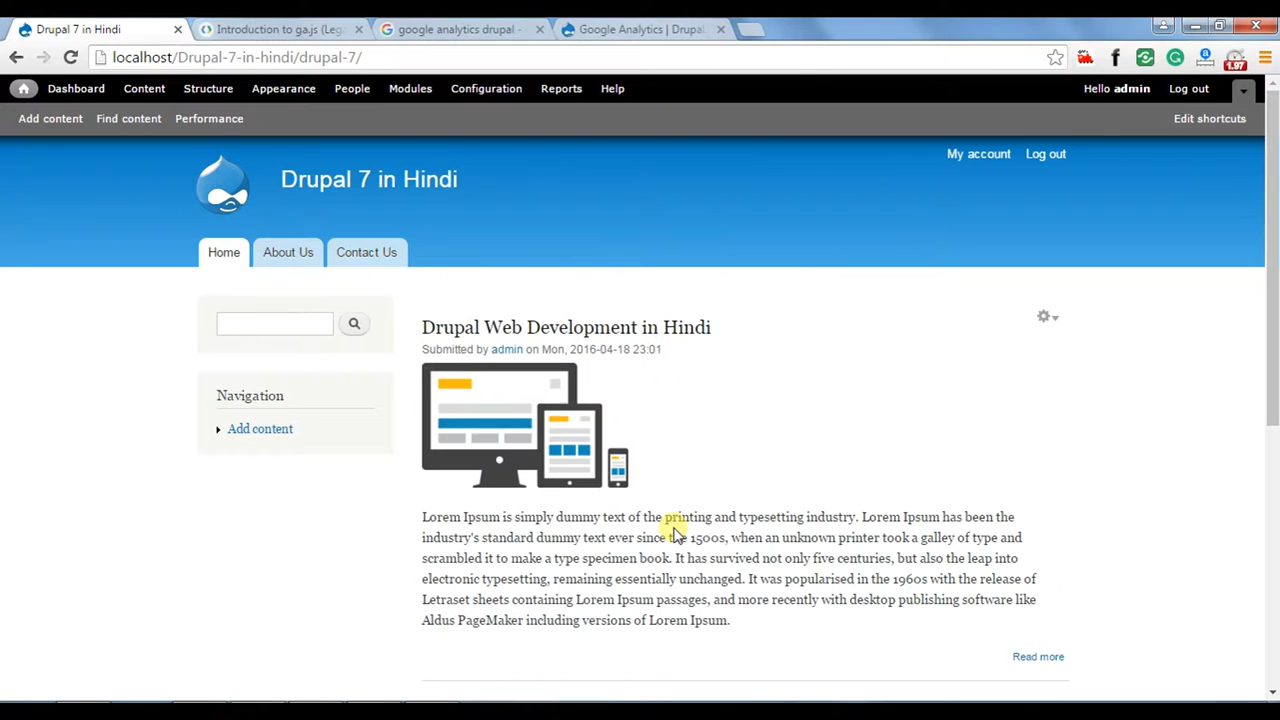 Drupal 7 in Hindi
Introduction to ga.js (Leg
google analytics drupal -
Google Analytics | Drupal
localhost/Drupal-7-in-hindi/drupal-7/
1.97
Dashboard Content Structure Appearance People Modules Configuration Reports Help
Hello admin Log out
Add content Find content Performance
Edit shortcuts
My account Log out
Drupal 7 in Hindi
Home About Us Contact Us
Navigation
Add content
Drupal Web Development in Hindi
Submitted by admin on Mon, 2016-04-18 23:01
Lorem Ipsum is simply dummy text of the printing and typesetting industry. Lorem Ipsum has been the
industry's standard dummy text ever since the 1500s, when an unknown printer took a galley of type and
scrambled it to make a type specimen book. It has survived not only five centuries, but also the leap into
electronic typesetting, remaining essentially unchanged. It was popularised in the 1960s with the release of
Letraset sheets containing Lorem Ipsum passages, and more recently with desktop publishing software like
Aldus PageMaker including versions of Lorem Ipsum.
Read more